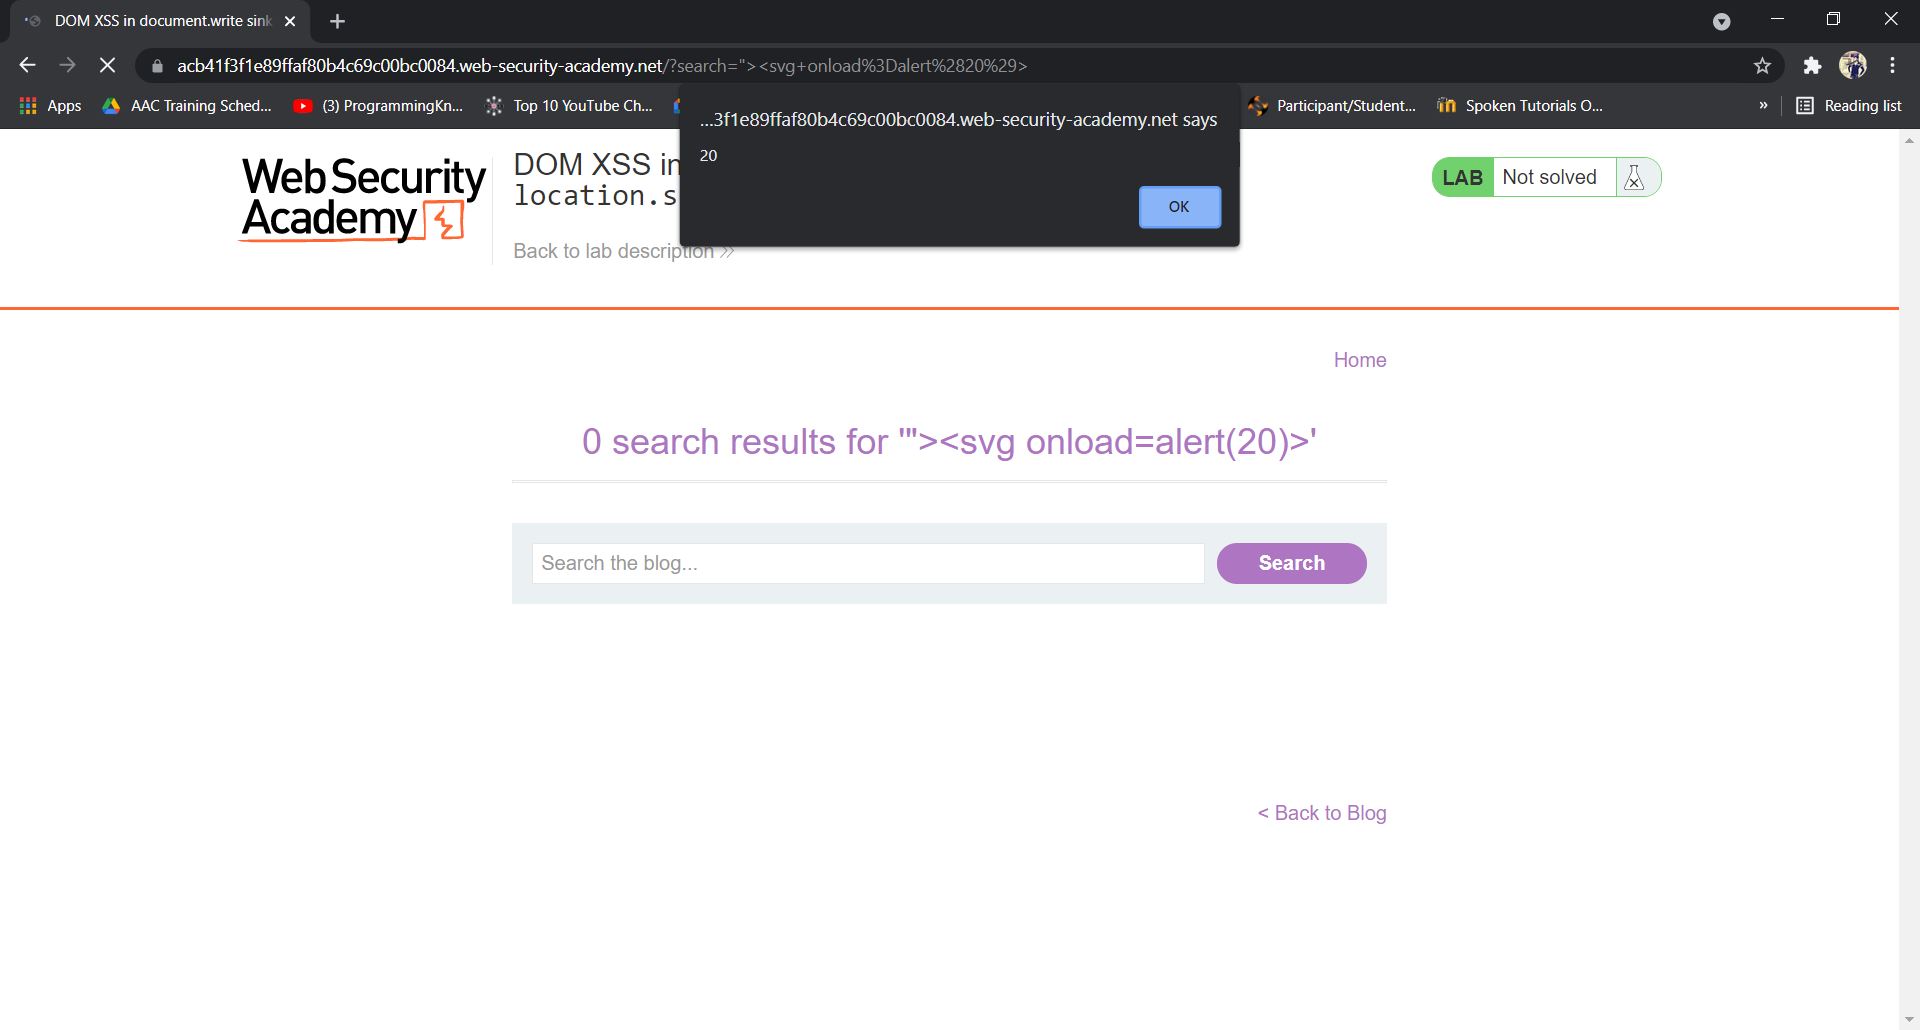 DOM XSS in document.write sink
acb41f3f1e89ffaf80b4c69c00bc0084.web-security-academy.net/?search="><svg+onload%3Dalert%2820%29>
Apps AAC Training Sched... (3) ProgrammingKn... Top 10 YouTube Ch... Participant/Student... Spoken Tutorials O... » Reading list
...3f1e89ffaf80b4c69c00bc0084.web-security-academy.net says
20
OK
Web Security
Academy
DOM XSS in
location.s
Back to lab description »
LAB Not solved
Home
0 search results for '"><svg onload=alert(20)>'
Search the blog... Search
< Back to Blog